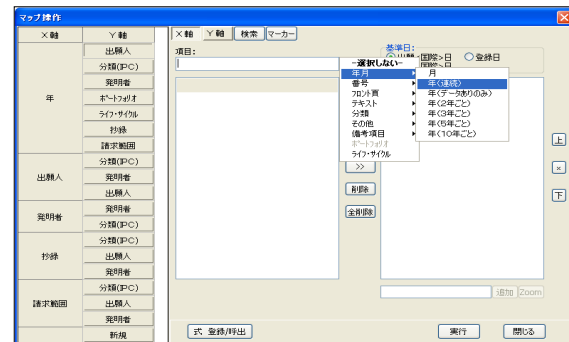 マップ操作
X軸 Y軸
年
出願人
分類(IPC)
発明者
ポートフォリオ
ライフ・サイクル
抄録
請求範囲
出願人
分類(IPC)
発明者
出願人
発明者
分類(IPC)
出願人
抄録
分類(IPC)
出願人
発明者
請求範囲
分類(IPC)
出願人
発明者
新規
X軸 Y軸 検索 マーカー
項目:
基準日:
国際>日 登録日
国際>日
-選択しない-
年月
番号
フロント頁
テキスト
分類
その他
備考項目
ポートフォリオ
ライフ・サイクル
月
年(連続)
年(データありのみ)
年(2年ごと)
年(3年ごと)
年(5年ごと)
年(10年ごと)
>>
削除
全削除
上
×
下
追加 Zoom
式 登録/呼出
実行
閉じる